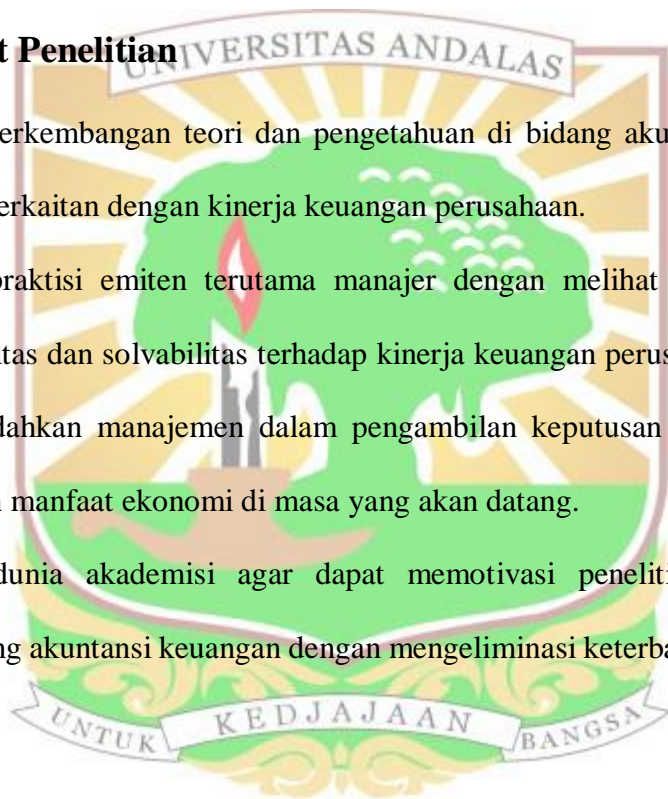 t Penelitian
UNIVERSITAS ANDALAS
erkembangan teori dan pengetahuan di bidang aku
erkaitan dengan kinerja keuangan perusahaan.
praktisi emiten terutama manajer dengan melihat
tas dan solvabilitas terhadap kinerja keuangan perus
dahkan manajemen dalam pengambilan keputusan
n manfaat ekonomi di masa yang akan datang.
dunia akademisi agar dapat memotivasi peneliti
ng akuntansi keuangan dengan mengeliminasi keterba
UNTUK KEDJAJAAN BANGSA